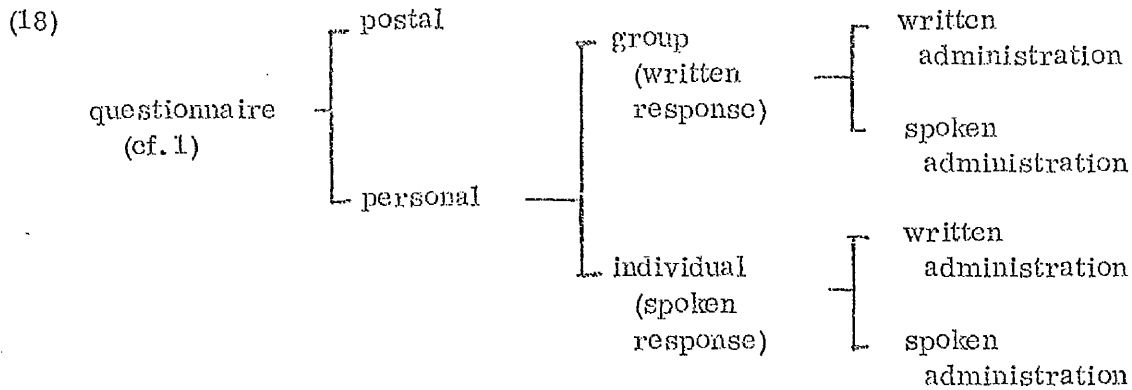 (18)
postal
questionnaire
(cf. 1)
personal
group
(written
response)
individual
(spoken
response)
written
administration
spoken
administration
written
administration
spoken
administration